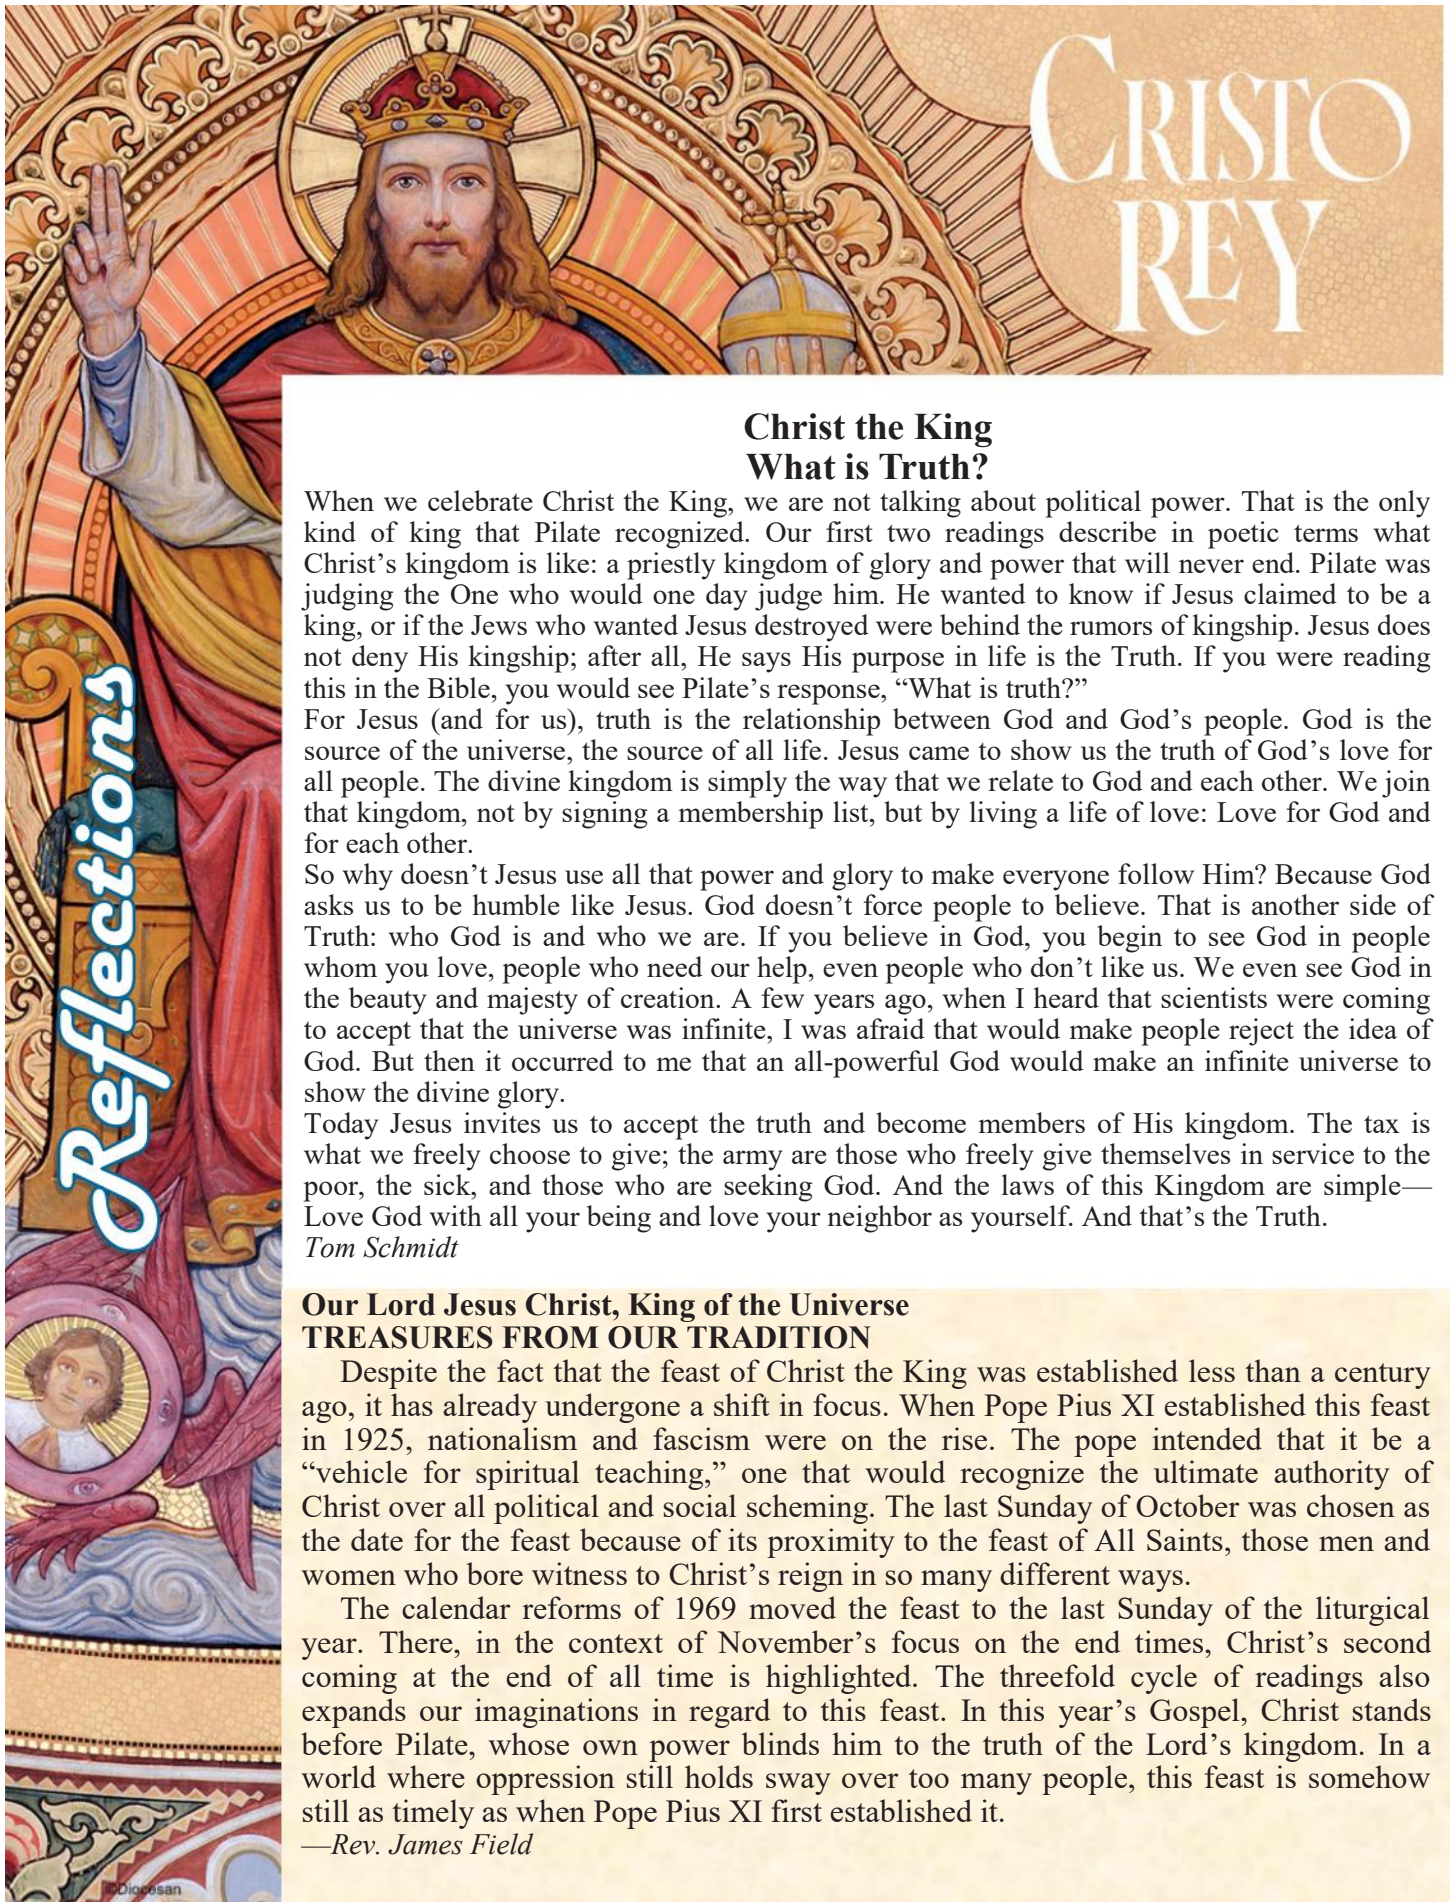 CRISTO
REY
Christ the King
What is Truth?
When we celebrate Christ the King, we are not talking about political power. That is the only
kind of king that Pilate recognized. Our first two readings describe in poetic terms what
Christ’s kingdom is like: a priestly kingdom of glory and power that will never end. Pilate was
judging the One who would one day judge him. He wanted to know if Jesus claimed to be a
king, or if the Jews who wanted Jesus destroyed were behind the rumors of kingship. Jesus does
not deny His kingship; after all, He says His purpose in life is the Truth. If you were reading
this in the Bible, you would see Pilate’s response, “What is truth?”
For Jesus (and for us), truth is the relationship between God and God’s people. God is the
source of the universe, the source of all life. Jesus came to show us the truth of God’s love for
all people. The divine kingdom is simply the way that we relate to God and each other. We join
that kingdom, not by signing a membership list, but by living a life of love: Love for God and
for each other.
So why doesn’t Jesus use all that power and glory to make everyone follow Him? Because God
asks us to be humble like Jesus. God doesn’t force people to believe. That is another side of
Truth: who God is and who we are. If you believe in God, you begin to see God in people
whom you love, people who need our help, even people who don’t like us. We even see God in
the beauty and majesty of creation. A few years ago, when I heard that scientists were coming
to accept that the universe was infinite, I was afraid that would make people reject the idea of
God. But then it occurred to me that an all-powerful God would make an infinite universe to
show the divine glory.
Today Jesus invites us to accept the truth and become members of His kingdom. The tax is
what we freely choose to give; the army are those who freely give themselves in service to the
poor, the sick, and those who are seeking God. And the laws of this Kingdom are simple—
Love God with all your being and love your neighbor as yourself. And that’s the Truth.
Tom Schmidt
Reflections
Our Lord Jesus Christ, King of the Universe
TREASURES FROM OUR TRADITION
Despite the fact that the feast of Christ the King was established less than a century
ago, it has already undergone a shift in focus. When Pope Pius XI established this feast
in 1925, nationalism and fascism were on the rise. The pope intended that it be a
“vehicle for spiritual teaching,” one that would recognize the ultimate authority of
Christ over all political and social scheming. The last Sunday of October was chosen as
the date for the feast because of its proximity to the feast of All Saints, those men and
women who bore witness to Christ’s reign in so many different ways.
The calendar reforms of 1969 moved the feast to the last Sunday of the liturgical
year. There, in the context of November’s focus on the end times, Christ’s second
coming at the end of all time is highlighted. The threefold cycle of readings also
expands our imaginations in regard to this feast. In this year’s Gospel, Christ stands
before Pilate, whose own power blinds him to the truth of the Lord’s kingdom. In a
world where oppression still holds sway over too many people, this feast is somehow
still as timely as when Pope Pius XI first established it.
—Rev. James Field
©Diocesan